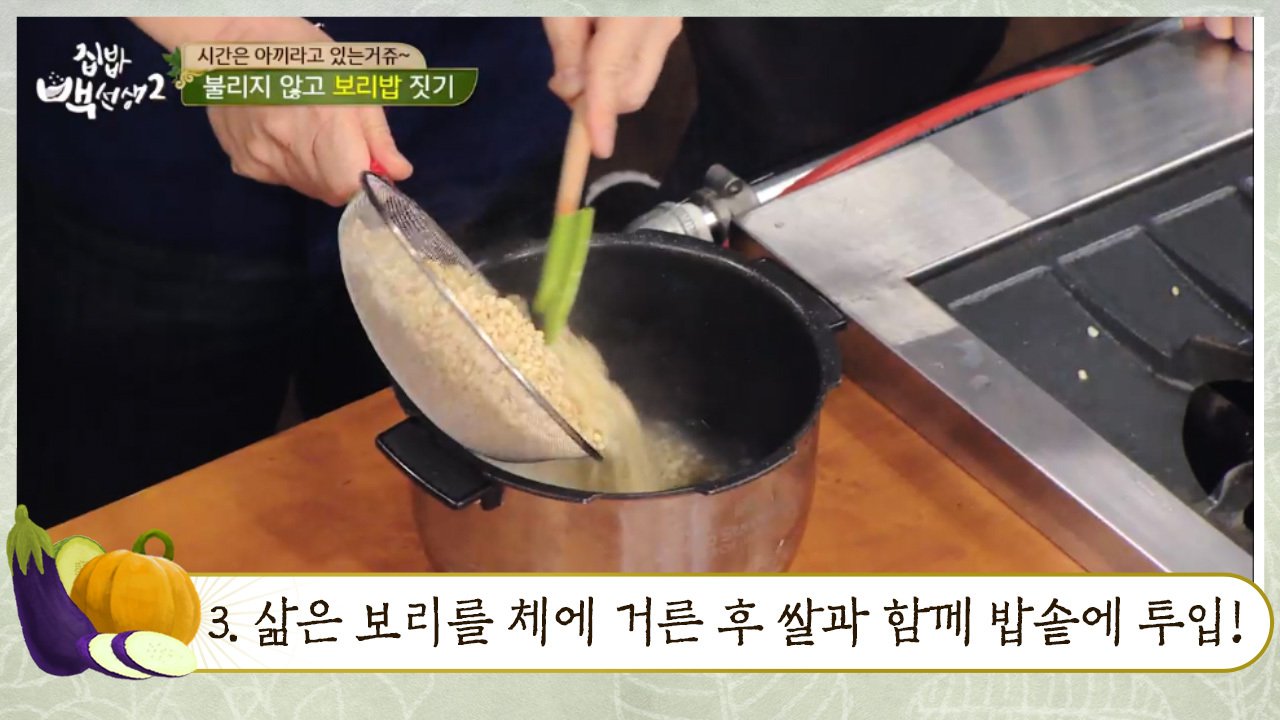 집밥
백선생2
시간은 아끼라고 있는거쥬~
불리지 않고 보리밥 짓기
3. 삶은 보리를 체에 거른 후 쌀과 함께 밥솥에 투입!